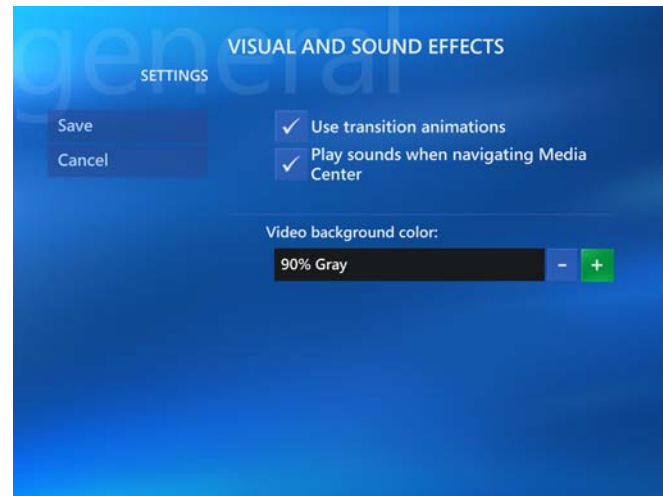 general
VISUAL AND SOUND EFFECTS
SETTINGS
Save
Cancel
Use transition animations
Play sounds when navigating Media
Center
Video background color:
90% Gray
- +